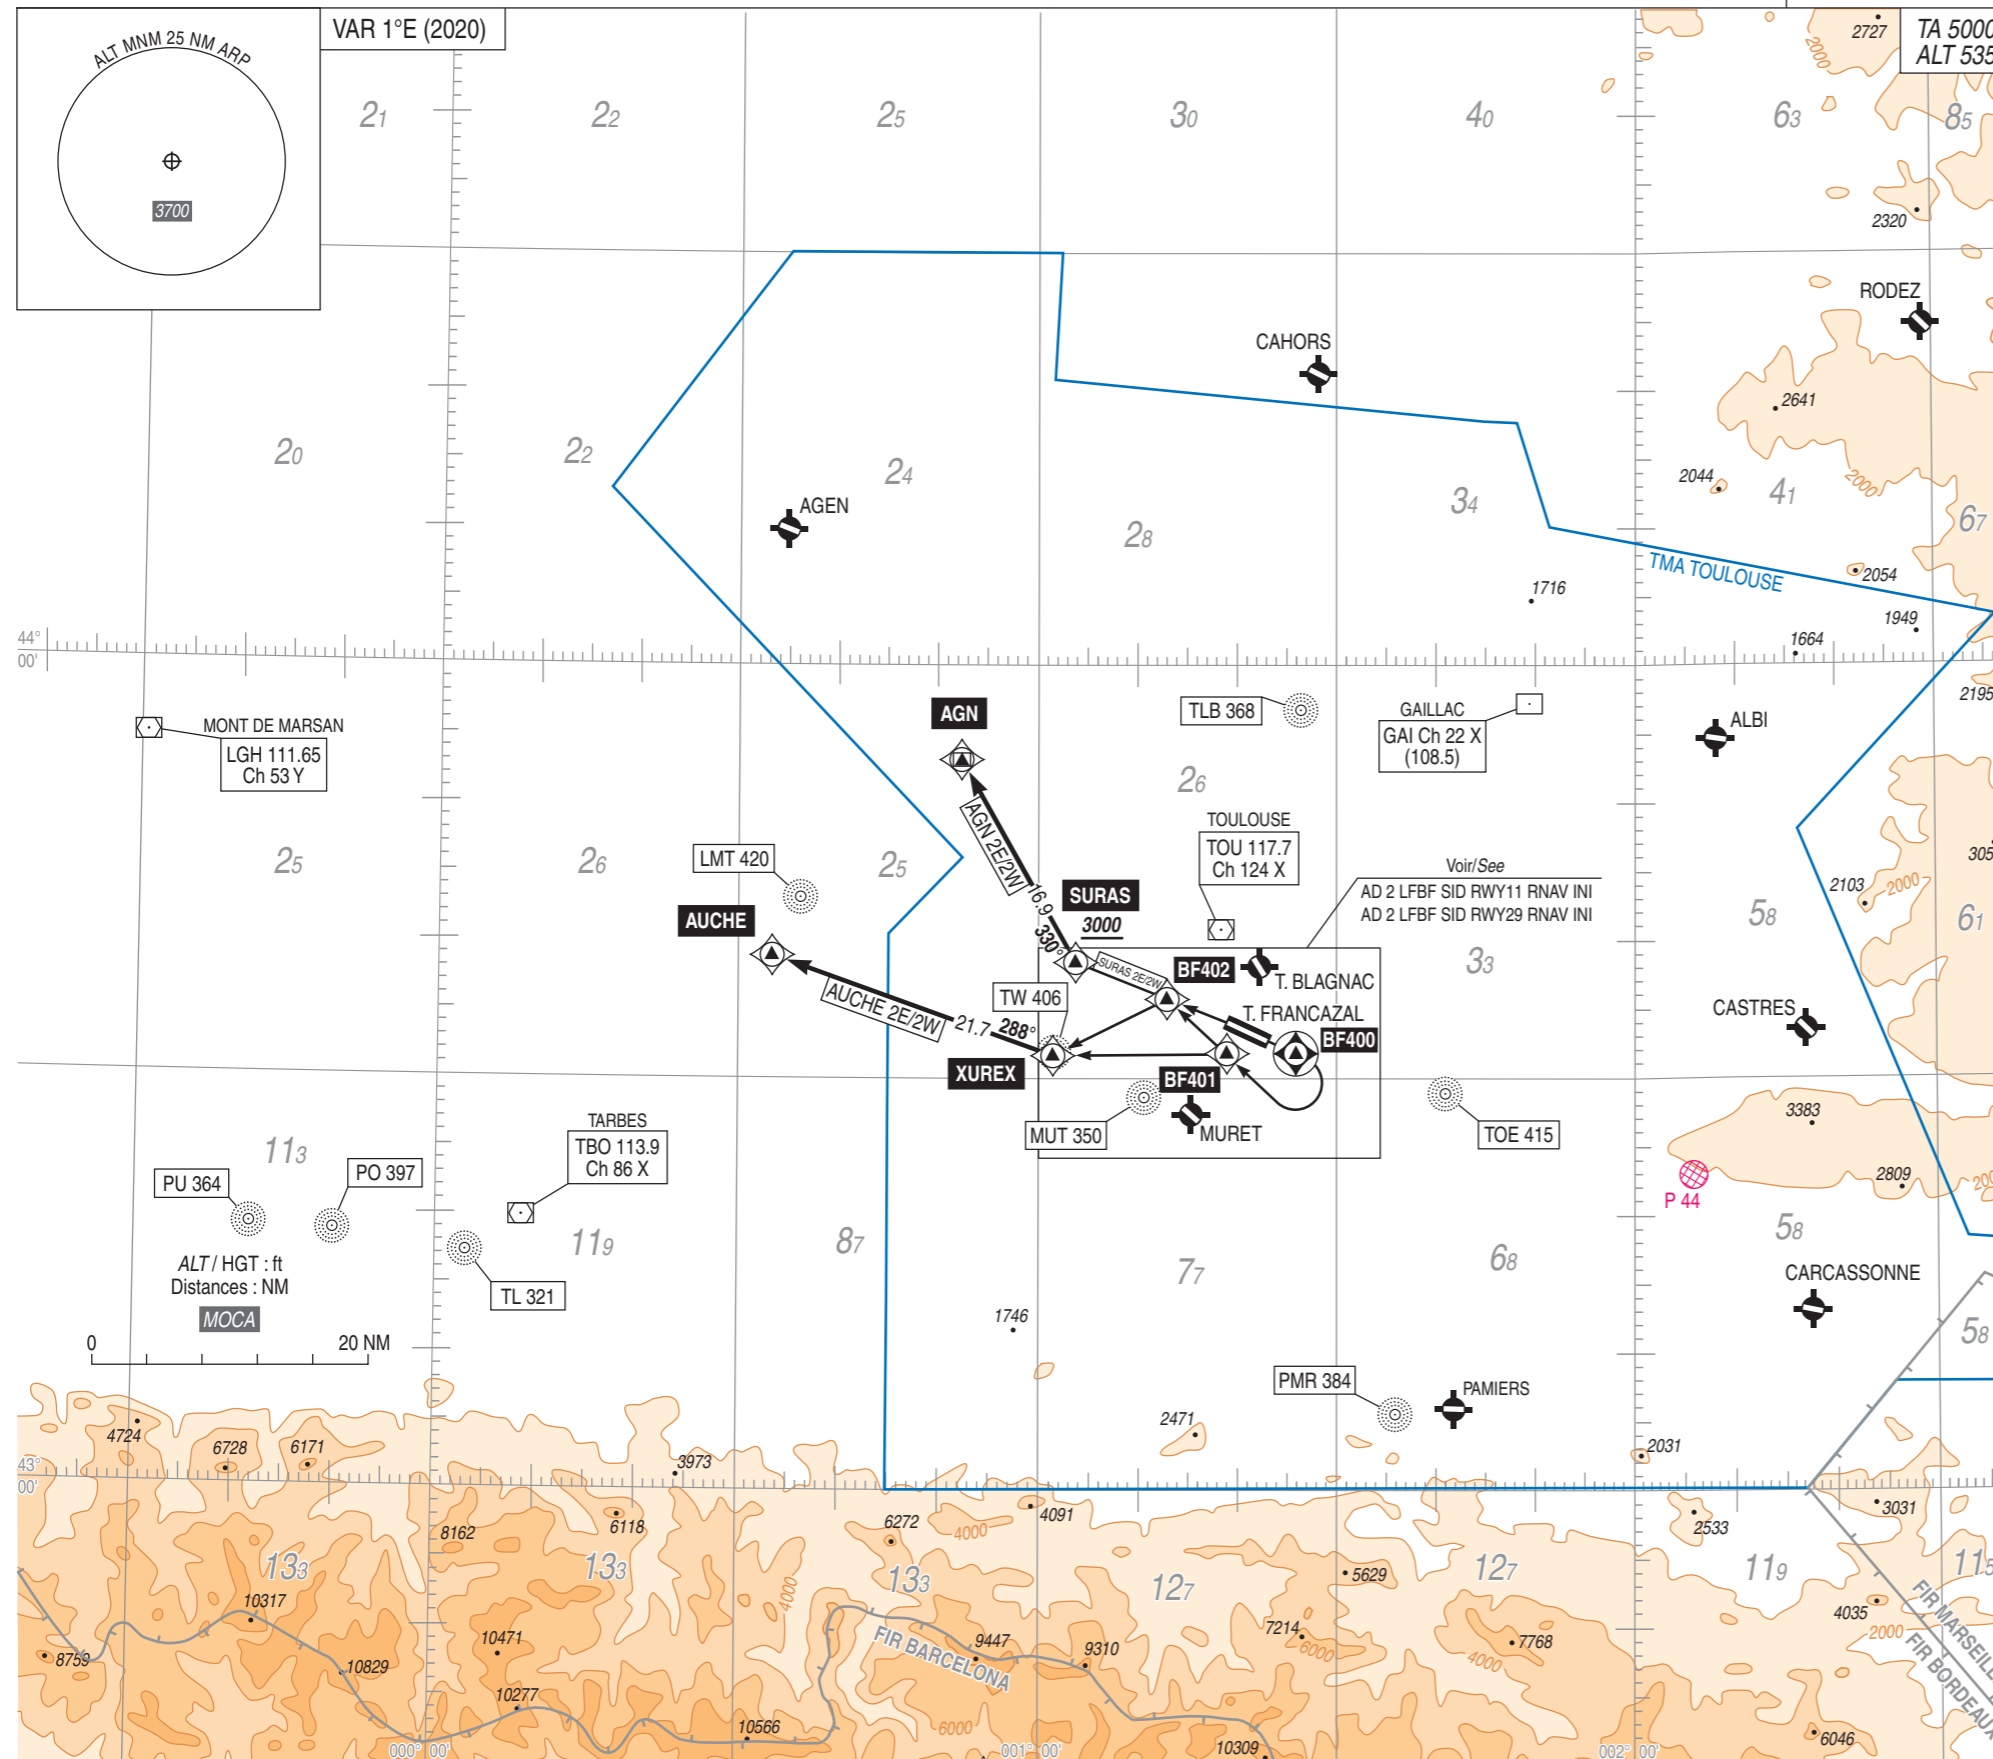 VAR 1°E (2020)
ALT MNM 25 NM ARP
3700
TA 5000
ALT 535
2727
2000
21
22
25
30
40
63
85
2320
RODEZ
CAHORS
2641
20
22
24
28
34
2044
41
2000
67
AGEN
TMA TOULOUSE
2054
1716
1949
1664
44°
00'
2195
MONT DE MARSAN
LGH 111.65
Ch 53 Y
AGN
TLB 368
GAILLAC
GAI Ch 22 X
(108.5)
ALBI
26
AGN 2E/2W
16.9
330°
TOULOUSE
TOU 117.7
Ch 124 X
25
26
LMT 420
25
Voir/See
AD 2 LFBF SID RWY11 RNAV INI
AD 2 LFBF SID RWY29 RNAV INI
305
2103
2000
58
61
AUCHE
SURAS
3000
33
SURAS 2E/2W
BF402
T. BLAGNAC
AUCHE 2E/2W
21.7
288°
TW 406
T. FRANCAZAL
BF400
CASTRES
XUREX
BF401
MUT 350
MURET
TOE 415
3383
TARBES
TBO 113.9
Ch 86 X
113
PU 364
PO 397
2809
200
P 44
119
87
77
68
58
ALT / HGT : ft
Distances : NM
MOCA
TL 321
CARCASSONNE
0
20 NM
1746
58
PMR 384
PAMIERS
2471
4724
6728
6171
3973
2031
43°
00'
8162
6118
6272
4000
4091
2533
3031
133
133
133
127
127
119
115
4000
5629
10317
4035
2000
FIR MARSEILLE
FIR BORDEAUX
10471
FIR BARCELONA
9447
9310
7214
6000
7768
4000
8759
10829
10277
10566
6000
10309
6046
000° 00'
001° 00'
002° 00'